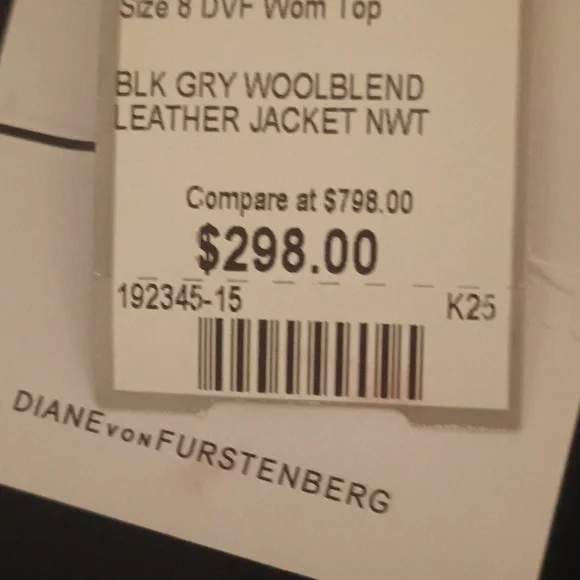 Size 8 DVF Wom Top
BLK GRY WOOLBLEND
LEATHER JACKET NWT
Compare at $798.00
$298.00
192345-15
K25
DIANE VON FURSTENBERG